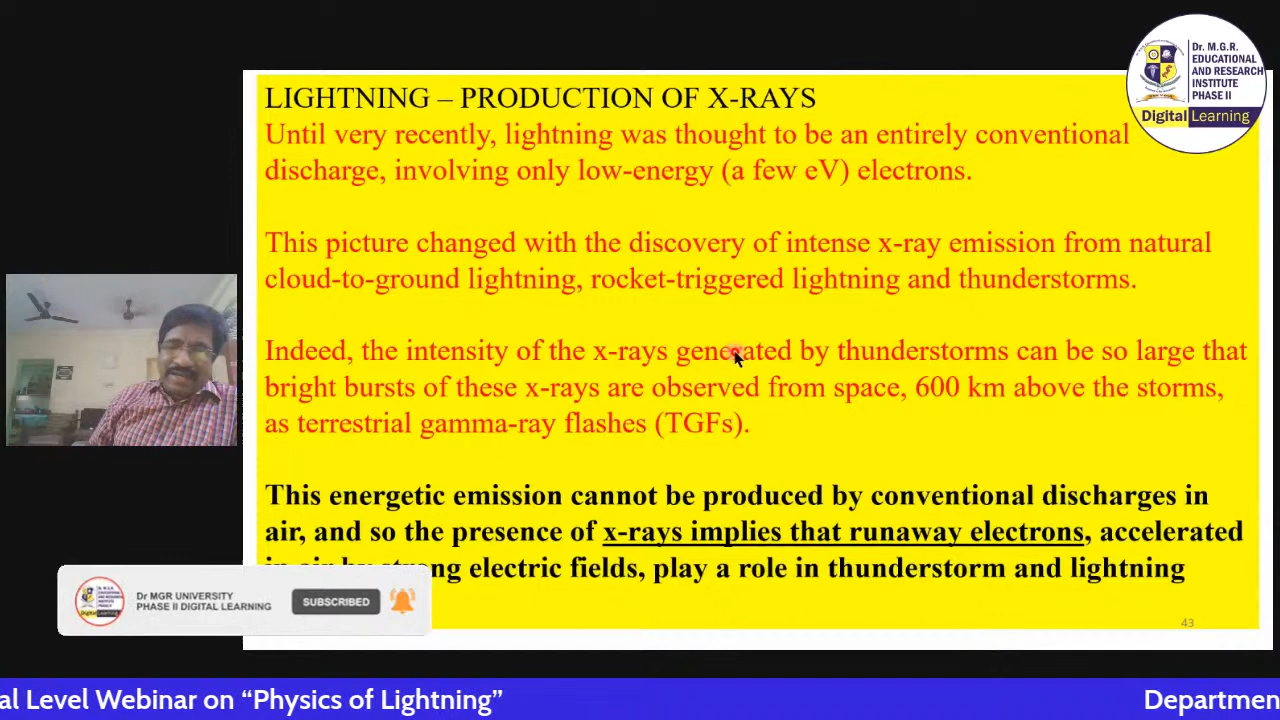 Dr. M.G.R.
EDUCATIONAL
AND RESEARCH
INSTITUTE
PHASE II
Digital Learning
LIGHTNING – PRODUCTION OF X-RAYS
Until very recently, lightning was thought to be an entirely conventional
discharge, involving only low-energy (a few eV) electrons.
This picture changed with the discovery of intense x-ray emission from natural
cloud-to-ground lightning, rocket-triggered lightning and thunderstorms.
Indeed, the intensity of the x-rays generated by thunderstorms can be so large that
bright bursts of these x-rays are observed from space, 600 km above the storms,
as terrestrial gamma-ray flashes (TGFs).
This energetic emission cannot be produced by conventional discharges in
air, and so the presence of x-rays implies that runaway electrons, accelerated
in air by strong electric fields, play a role in thunderstorm and lightning
Dr MGR UNIVERSITY
PHASE II DIGITAL LEARNING
SUBSCRIBED
43
al Level Webinar on “Physics of Lightning”
Departmen